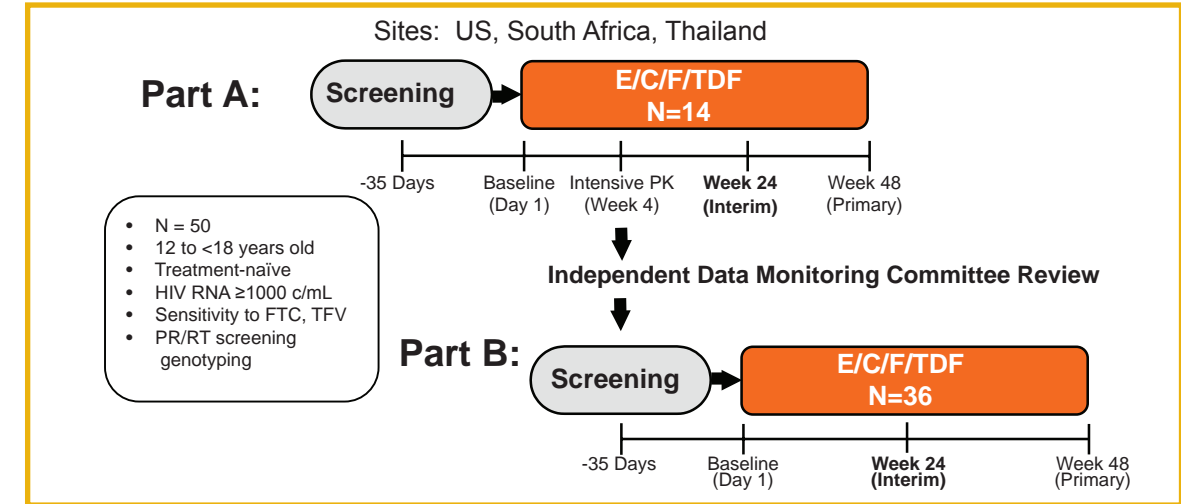 Sites: US, South Africa, Thailand
Part A:
Screening
E/C/F/TDF
N=14
-35 Days
Baseline
(Day 1)
Intensive PK
(Week 4)
Week 24
(Interim)
Week 48
(Primary)
• N = 50
• 12 to <18 years old
• Treatment-naïve
• HIV RNA ≥1000 c/mL
• Sensitivity to FTC, TFV
• PR/RT screening
genotyping
Independent Data Monitoring Committee Review
Part B:
Screening
E/C/F/TDF
N=36
-35 Days
Baseline
(Day 1)
Week 24
(Interim)
Week 48
(Primary)